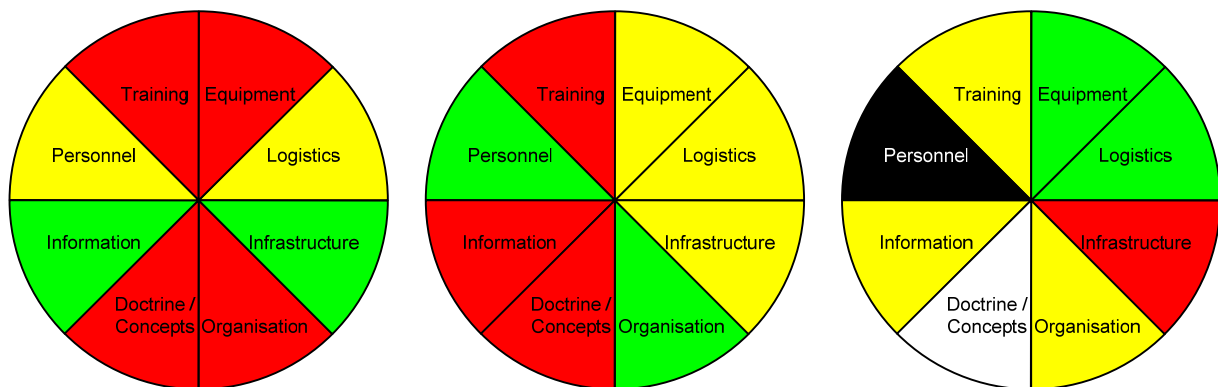 Training
Equipment
Personnel
Logistics
Information
Infrastructure
Doctrine /
Concepts
Organisation
Training
Equipment
Personnel
Logistics
Information
Infrastructure
Doctrine /
Concepts
Organisation
Training
Equipment
Personnel
Logistics
Information
Infrastructure
Doctrine /
Concepts
Organisation